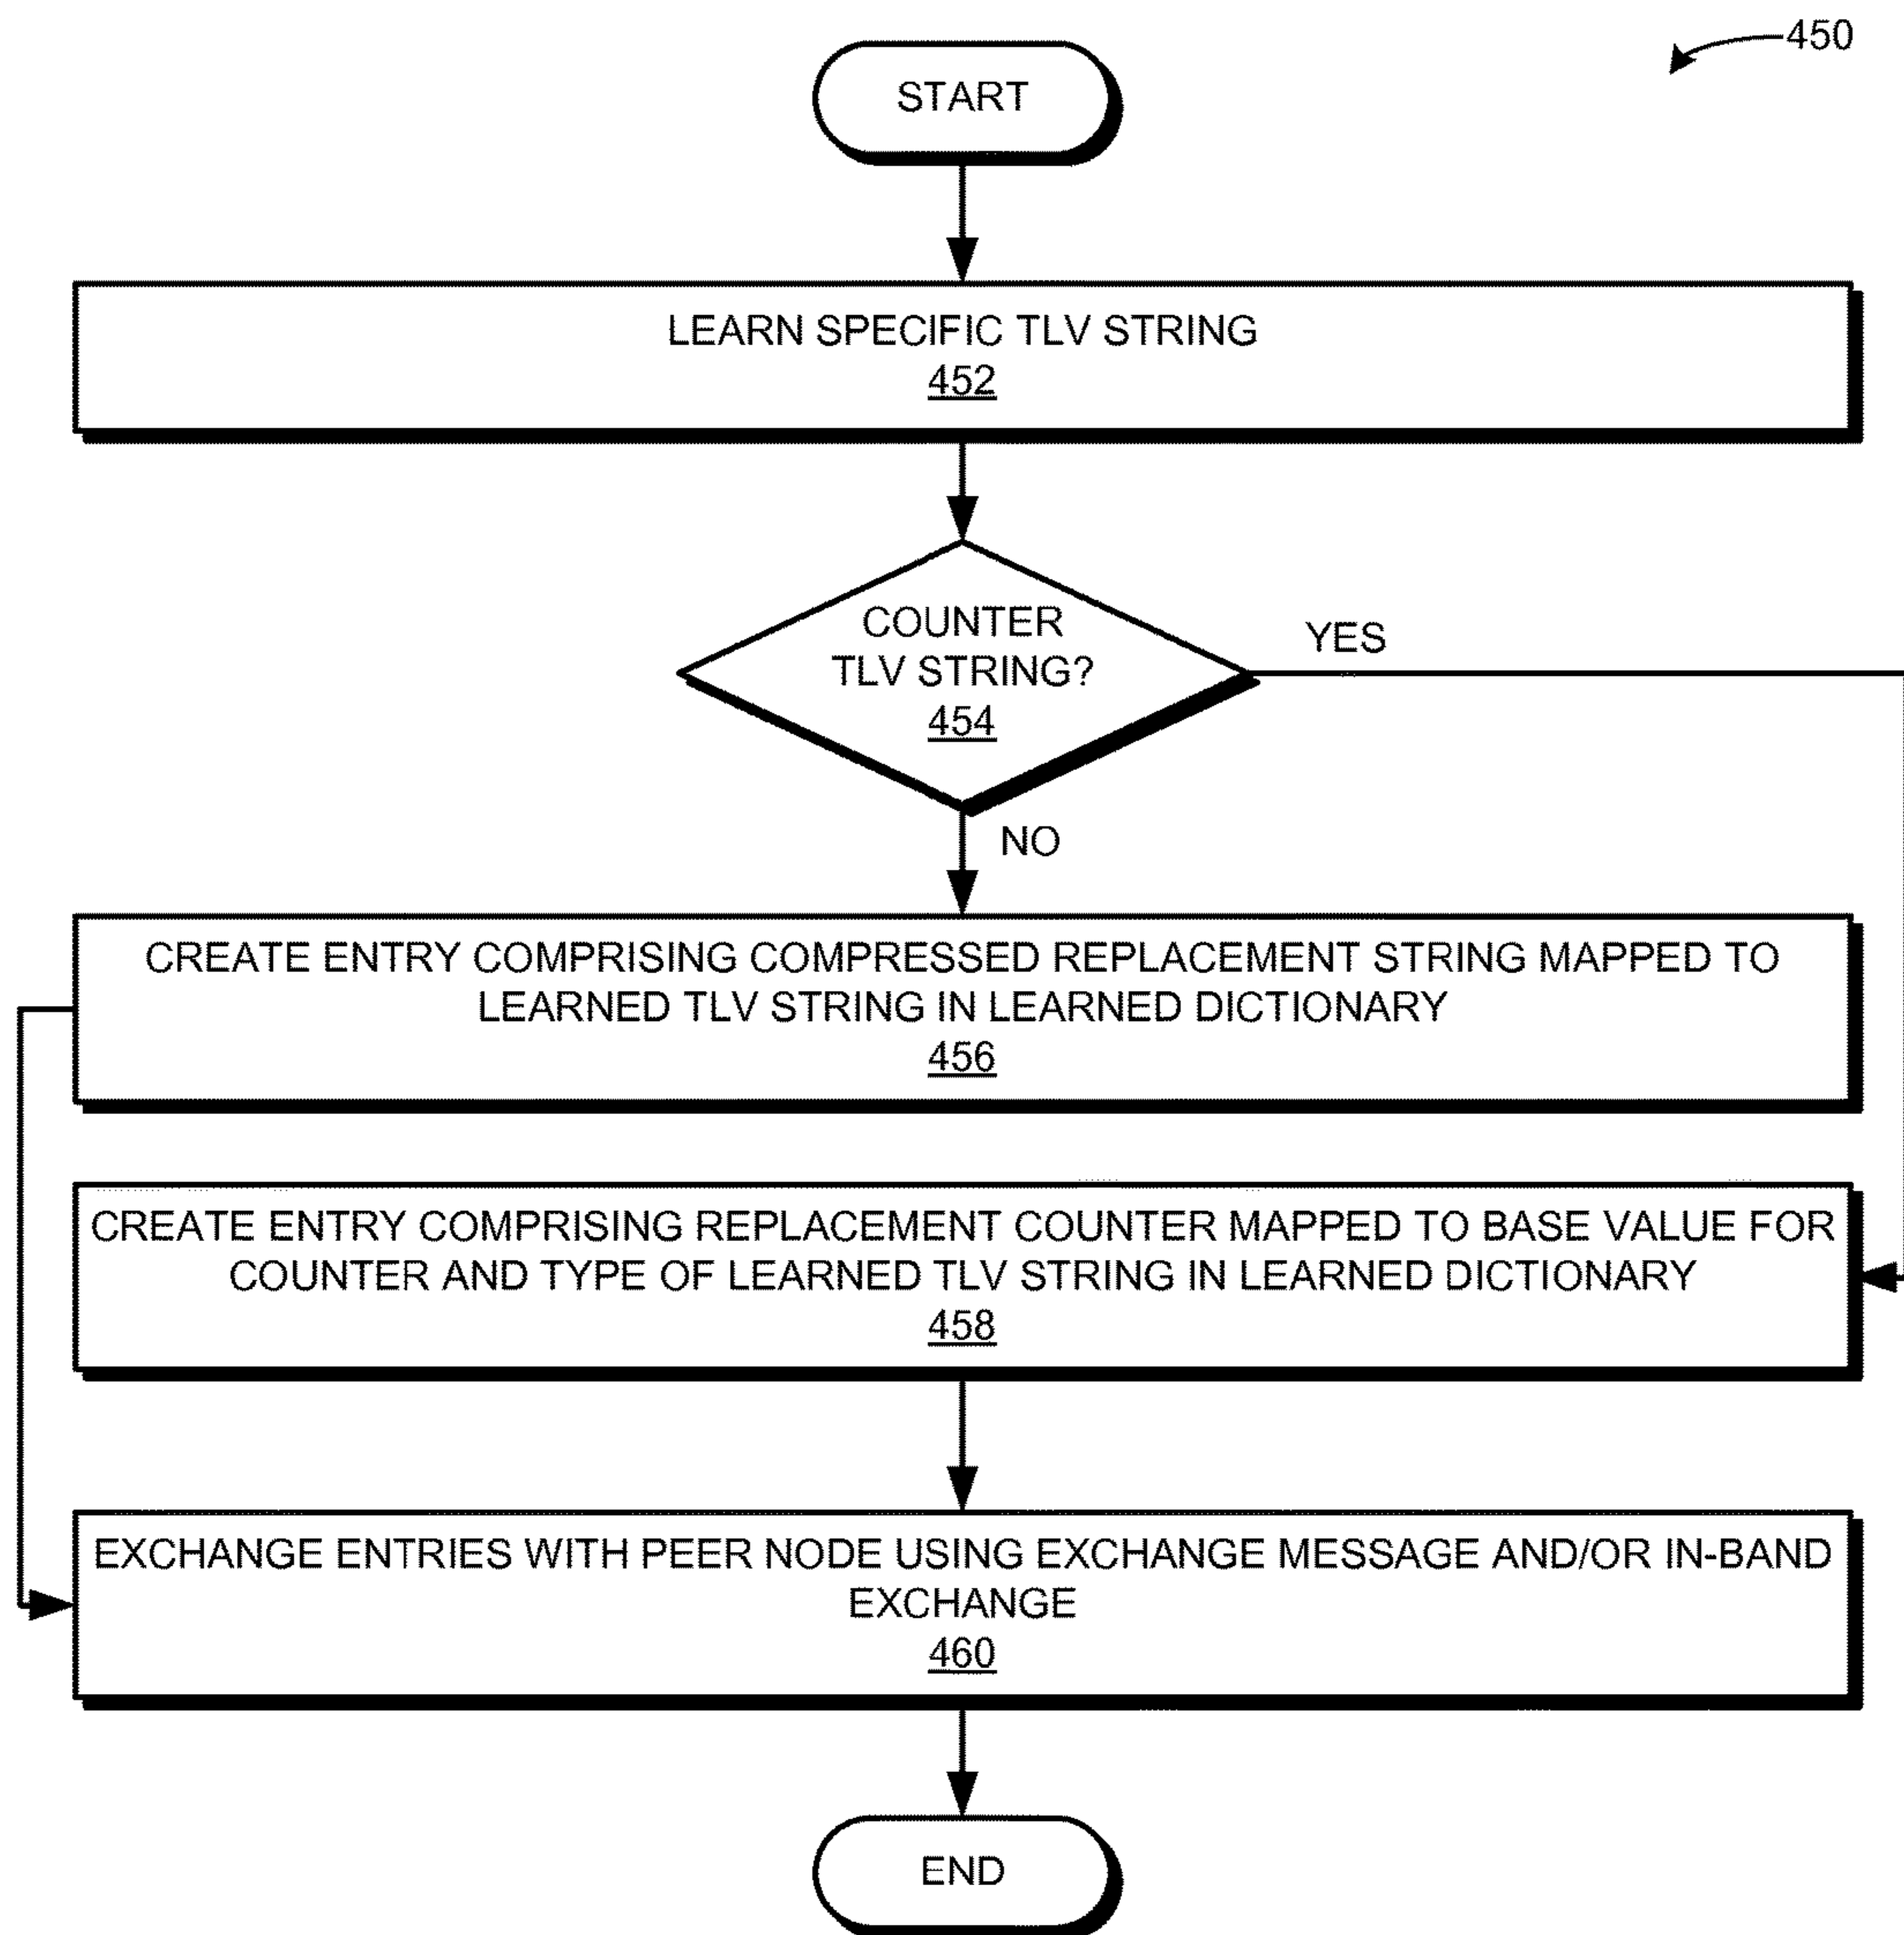 450
START
LEARN SPECIFIC TLV STRING
452
COUNTER
TLV STRING?
454
YES
NO
CREATE ENTRY COMPRISING COMPRESSED REPLACEMENT STRING MAPPED TO
LEARNED TLV STRING IN LEARNED DICTIONARY
456
CREATE ENTRY COMPRISING REPLACEMENT COUNTER MAPPED TO BASE VALUE FOR
COUNTER AND TYPE OF LEARNED TLV STRING IN LEARNED DICTIONARY
458
EXCHANGE ENTRIES WITH PEER NODE USING EXCHANGE MESSAGE AND/OR IN-BAND
EXCHANGE
460
END